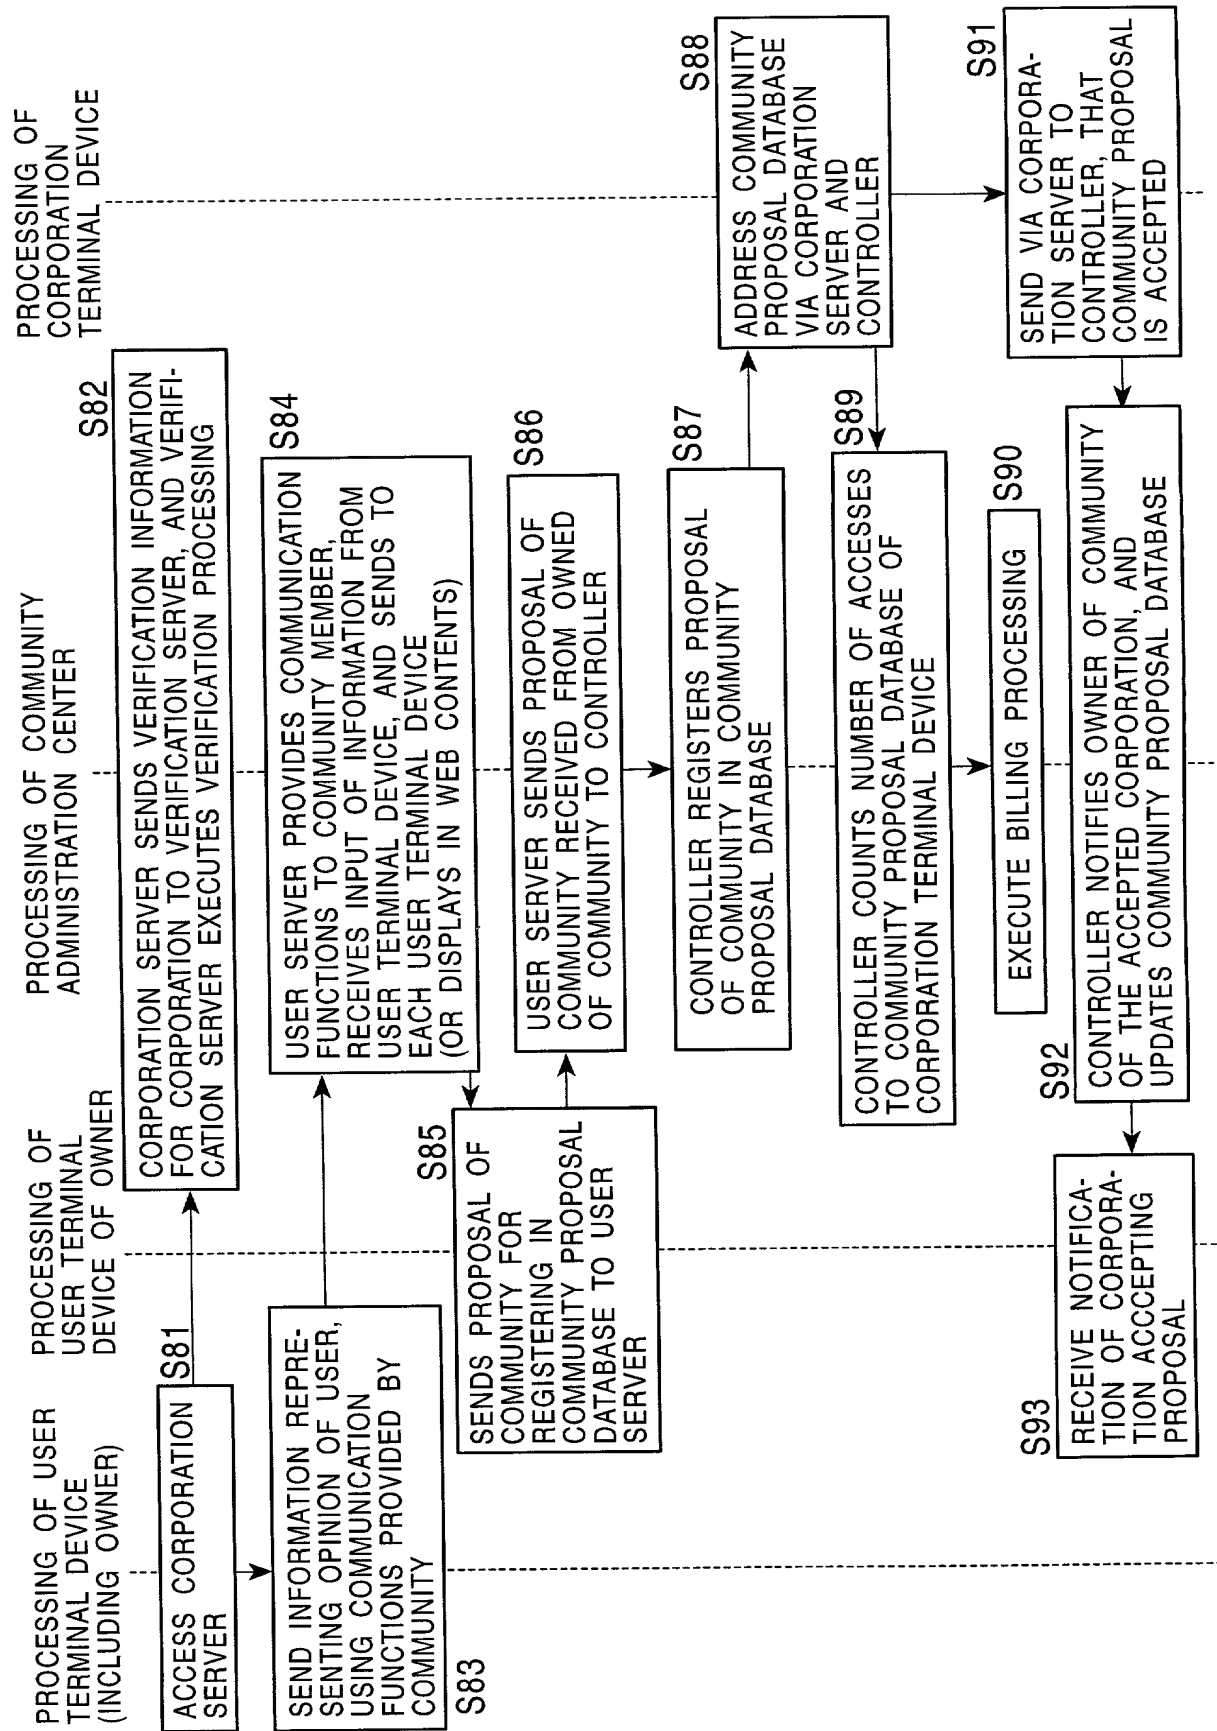 PROCESSING OF USER
TERMINAL DEVICE
(INCLUDING OWNER)
PROCESSING OF
USER TERMINAL
DEVICE OF OWNER
PROCESSING OF COMMUNITY
ADMINISTRATION CENTER
PROCESSING OF
CORPORATION
TERMINAL DEVICE
S81
ACCESS CORPORATION
SERVER
S82
CORPORATION SERVER SENDS VERIFICATION INFORMATION
FOR CORPORATION TO VERIFICATION SERVER, AND VERIFI-
CATION SERVER EXECUTES VERIFICATION PROCESSING
S83
SEND INFORMATION REPRE-
SENTING OPINION OF USER,
USING COMMUNICATION
FUNCTIONS PROVIDED BY
COMMUNITY
S84
USER SERVER PROVIDES COMMUNICATION
FUNCTIONS TO COMMUNITY MEMBER,
RECEIVES INPUT OF INFORMATION FROM
USER TERMINAL DEVICE, AND SENDS TO
EACH USER TERMINAL DEVICE
(OR DISPLAYS IN WEB CONTENTS)
S85
SENDS PROPOSAL OF
COMMUNITY FOR
REGISTERING IN
COMMUNITY PROPOSAL
DATABASE TO USER
SERVER
S86
USER SERVER SENDS PROPOSAL OF
COMMUNITY RECEIVED FROM OWNED
OF COMMUNITY TO CONTROLLER
S87
CONTROLLER REGISTERS PROPOSAL
OF COMMUNITY IN COMMUNITY
PROPOSAL DATABASE
S88
ADDRESS COMMUNITY
PROPOSAL DATABASE
VIA CORPORATION
SERVER AND
CONTROLLER
S89
CONTROLLER COUNTS NUMBER OF ACCESSES
TO COMMUNITY PROPOSAL DATABASE OF
CORPORATION TERMINAL DEVICE
S90
EXECUTE BILLING PROCESSING
S91
SEND VIA CORPORA-
TION SERVER TO
CONTROLLER, THAT
COMMUNITY PROPOSAL
IS ACCEPTED
S92
CONTROLLER NOTIFIES OWNER OF COMMUNITY
OF THE ACCEPTED CORPORATION, AND
UPDATES COMMUNITY PROPOSAL DATABASE
S93
RECEIVE NOTIFICA-
TION OF CORPORA-
TION ACCCEPTING
PROPOSAL